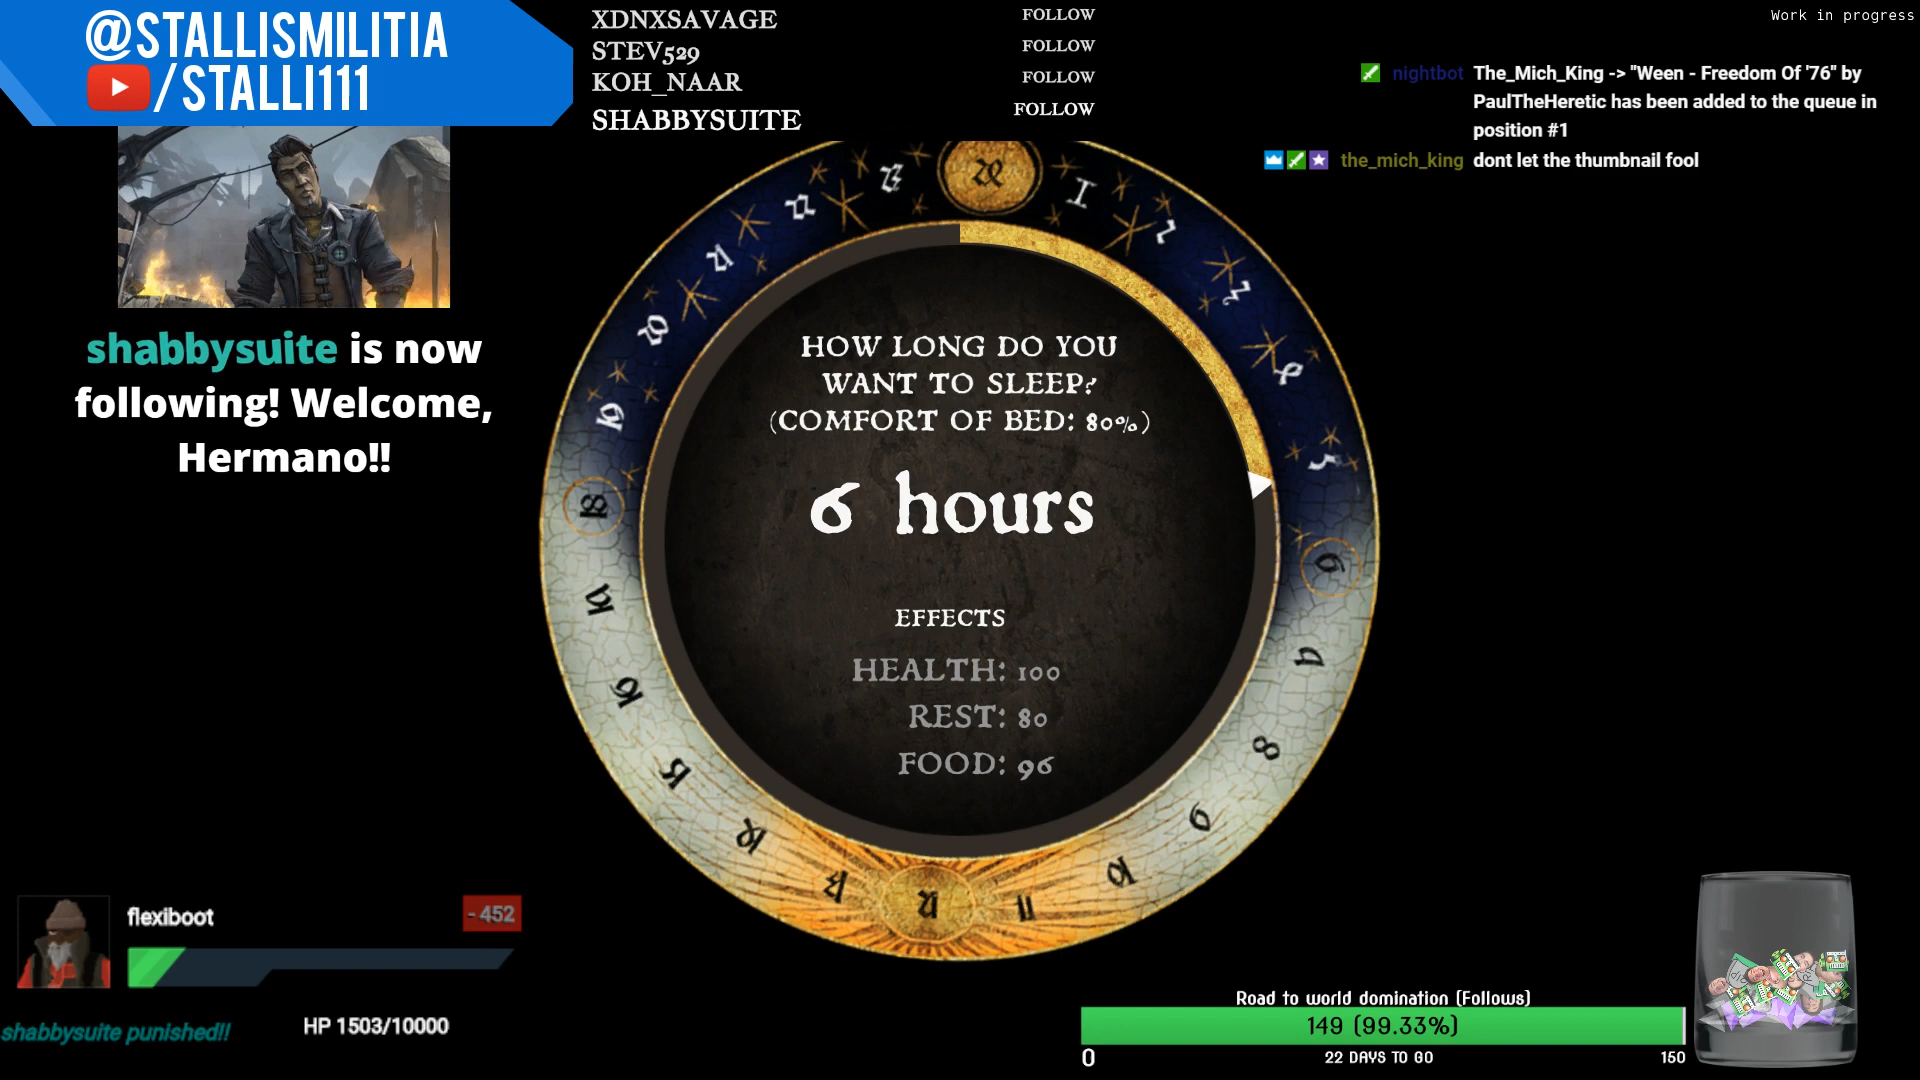 @STALLISMILITIA
/STALLI111
XDNXSAVAGE FOLLOW
STEV529 FOLLOW
KOH_NAAR FOLLOW
SHABBYSUITE FOLLOW
Work in progress
nightbot The_Mich_King -> "Ween - Freedom Of '76" by
PaulTheHeretic has been added to the queue in
position #1
the_mich_king dont let the thumbnail fool
shabbysuite is now
following! Welcome,
Hermano!!
HOW LONG DO YOU
WANT TO SLEEP?
(COMFORT OF BED: 80%)
6 hours
EFFECTS
HEALTH: 100
REST: 80
FOOD: 96
flexiboot
- 452
HP 1503/10000
shabbysuite punished!!
Road to world domination (Follows)
149 (99.33%)
0 22 DAYS TO GO 150